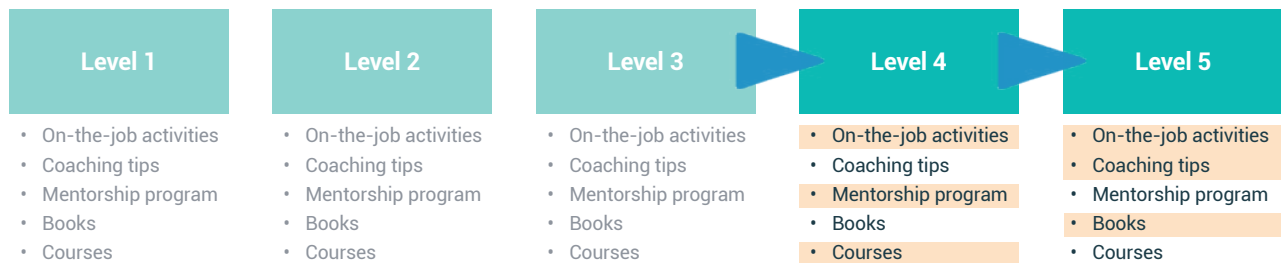 Level 1
• On-the-job activities
• Coaching tips
• Mentorship program
• Books
• Courses
Level 2
• On-the-job activities
• Coaching tips
• Mentorship program
• Books
• Courses
Level 3
• On-the-job activities
• Coaching tips
• Mentorship program
• Books
• Courses
Level 4
• On-the-job activities
• Coaching tips
• Mentorship program
• Books
• Courses
Level 5
• On-the-job activities
• Coaching tips
• Mentorship program
• Books
• Courses